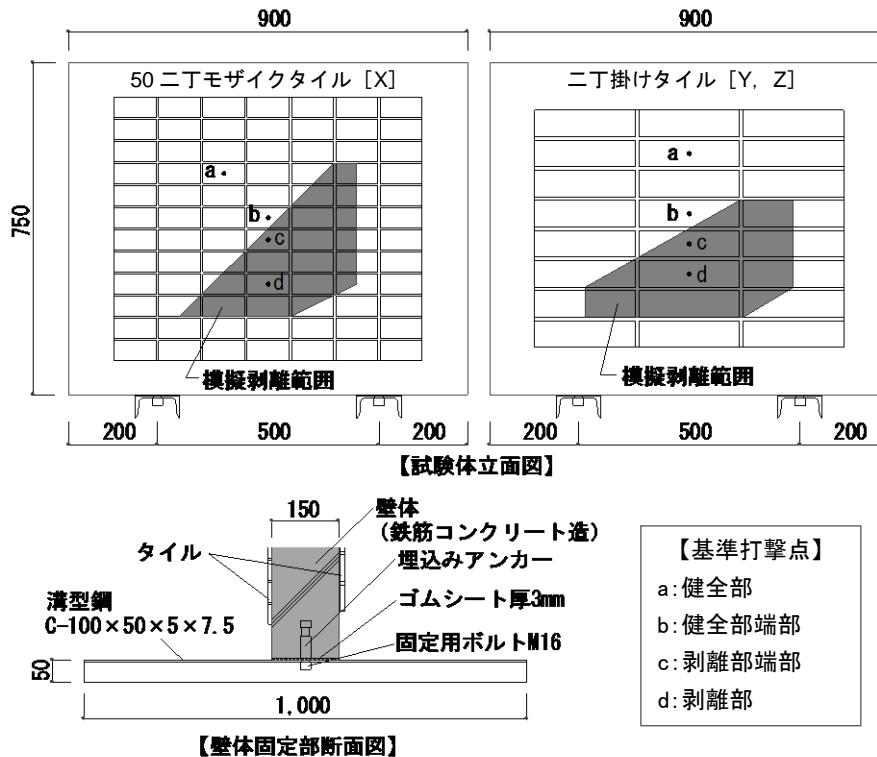 900
900
50 二丁モザイクタイル [X]
二丁掛けタイル [Y, Z]
750
a
b
c
d
a
b
c
d
模擬剥離範囲
模擬剥離範囲
200
500
200
200
500
200
【試験体立面図】
150
壁体
(鉄筋コンクリート造)
タイル
埋込みアンカー
溝型鋼
C-100×50×5×7.5
ゴムシート厚3mm
固定用ボルトM16
50
1,000
【壁体固定部断面図】
【基準打撃点】
a:健全部
b:健全部端部
c:剥離部端部
d:剥離部